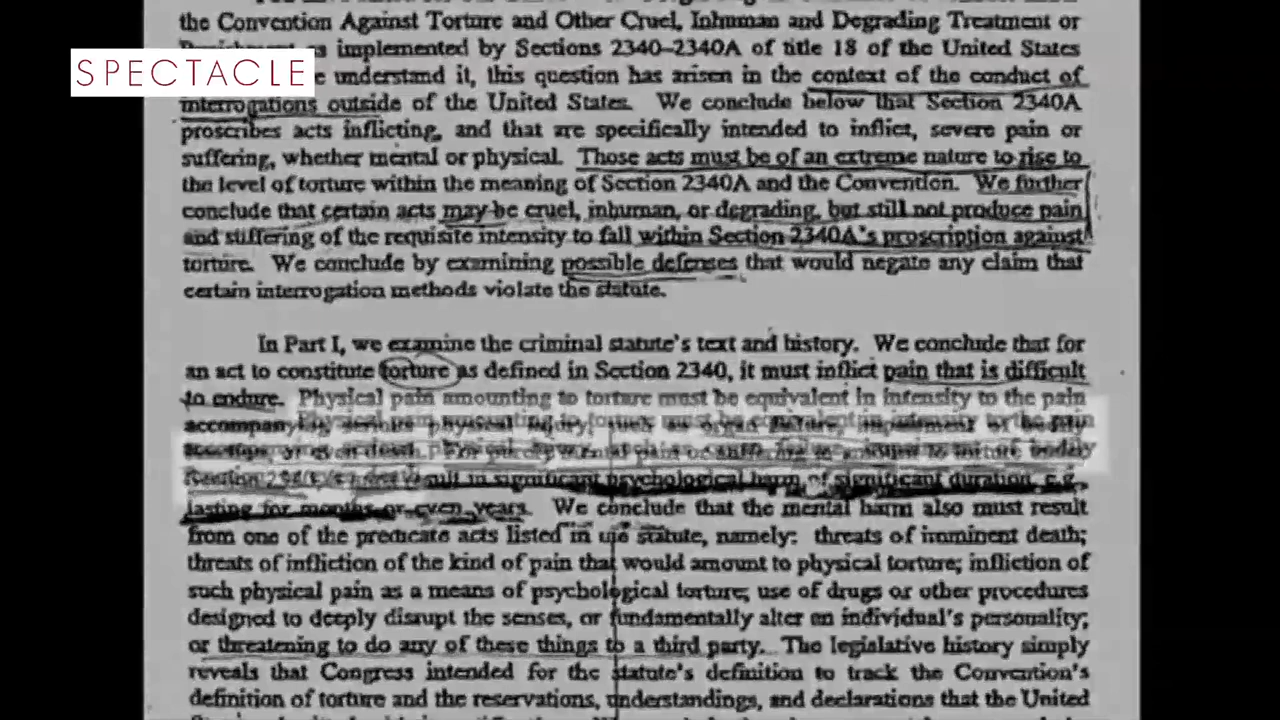 the Convention Against Torture and Other Cruel, Inhuman and Degrading Treatment or
as implemented by Sections 2340–2340A of title 18 of the United States
SPECTACLE
understand it, this question has arisen in the context of the conduct of
interrogations outside of the United States. We conclude below that Section 2340A
proscribes acts inflicting, and that are specifically intended to inflict, severe pain or
suffering, whether mental or physical. Those acts must be of an extreme nature to rise to
the level of torture within the meaning of Section 2340A and the Convention. We further
conclude that certain acts may be cruel, inhuman, or degrading, but still not produce pain
and suffering of the requisite intensity to fall within Section 2340A's proscription against
torture. We conclude by examining possible defenses that would negate any claim that
certain interrogation methods violate the statute.
In Part I, we examine the criminal statute's text and history. We conclude that for
an act to constitute torture as defined in Section 2340, it must inflict pain that is difficult
to endure. Physical pain amounting to torture must be equivalent in intensity to the pain
accompanying serious physical injury, such as organ failure, impairment of
or even death.
result in significant psychological harm of significant duration, e.g.,
lasting for months or even years. We conclude that the mental harm also must result
from one of the predicate acts listed in the statute, namely: threats of imminent death;
threats of infliction of the kind of pain that would amount to physical torture; infliction of
such physical pain as a means of psychological torture; use of drugs or other procedures
designed to deeply disrupt the senses, or fundamentally alter an individual's personality;
or threatening to do any of these things to a third party. The legislative history simply
reveals that Congress intended for the statute's definition to track the Convention's
definition of torture and the reservations, understandings, and declarations that the United